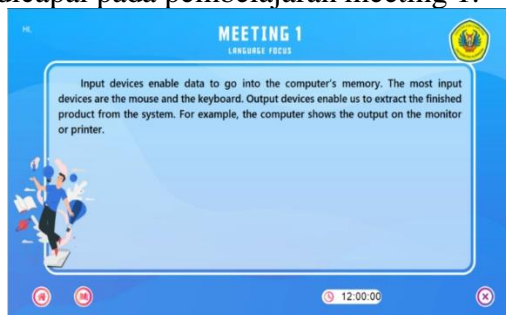 dicapai pada pembelajaran meeting 1.
Hi,
MEETING 1
LANGUAGE FOCUS
Input devices enable data to go into the computer's memory. The most input
devices are the mouse and the keyboard. Output devices enable us to extract the finished
product from the system. For example, the computer shows the output on the monitor
or printer.
12:00:00